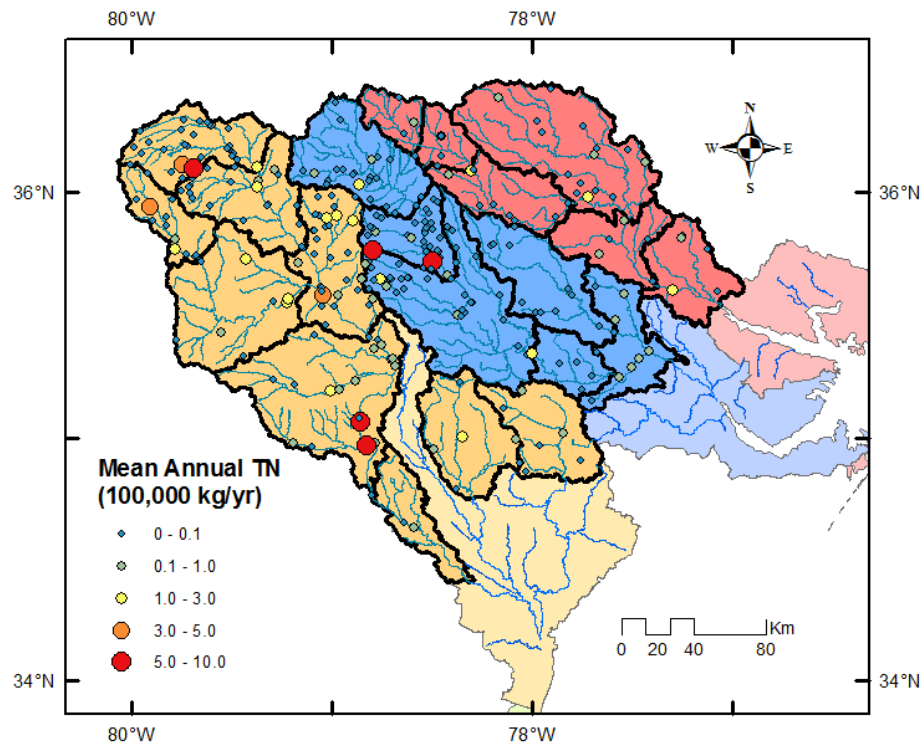 80°W 78°W
36°N 36°N
N
W E
S
Mean Annual TN
(100,000 kg/yr)
0 - 0.1
0.1 - 1.0
1.0 - 3.0
3.0 - 5.0
5.0 - 10.0
Km
0 20 40 80
34°N 34°N
80°W 78°W